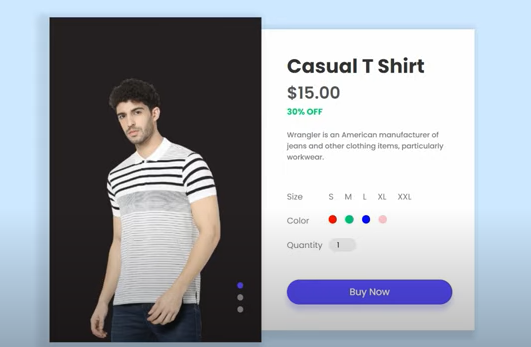 Casual T Shirt
$15.00
30% OFF
Wrangler is an American manufacturer of
jeans and other clothing items, particularly
workwear.
Size S M L XL XXL
Color
Quantity 1
Buy Now